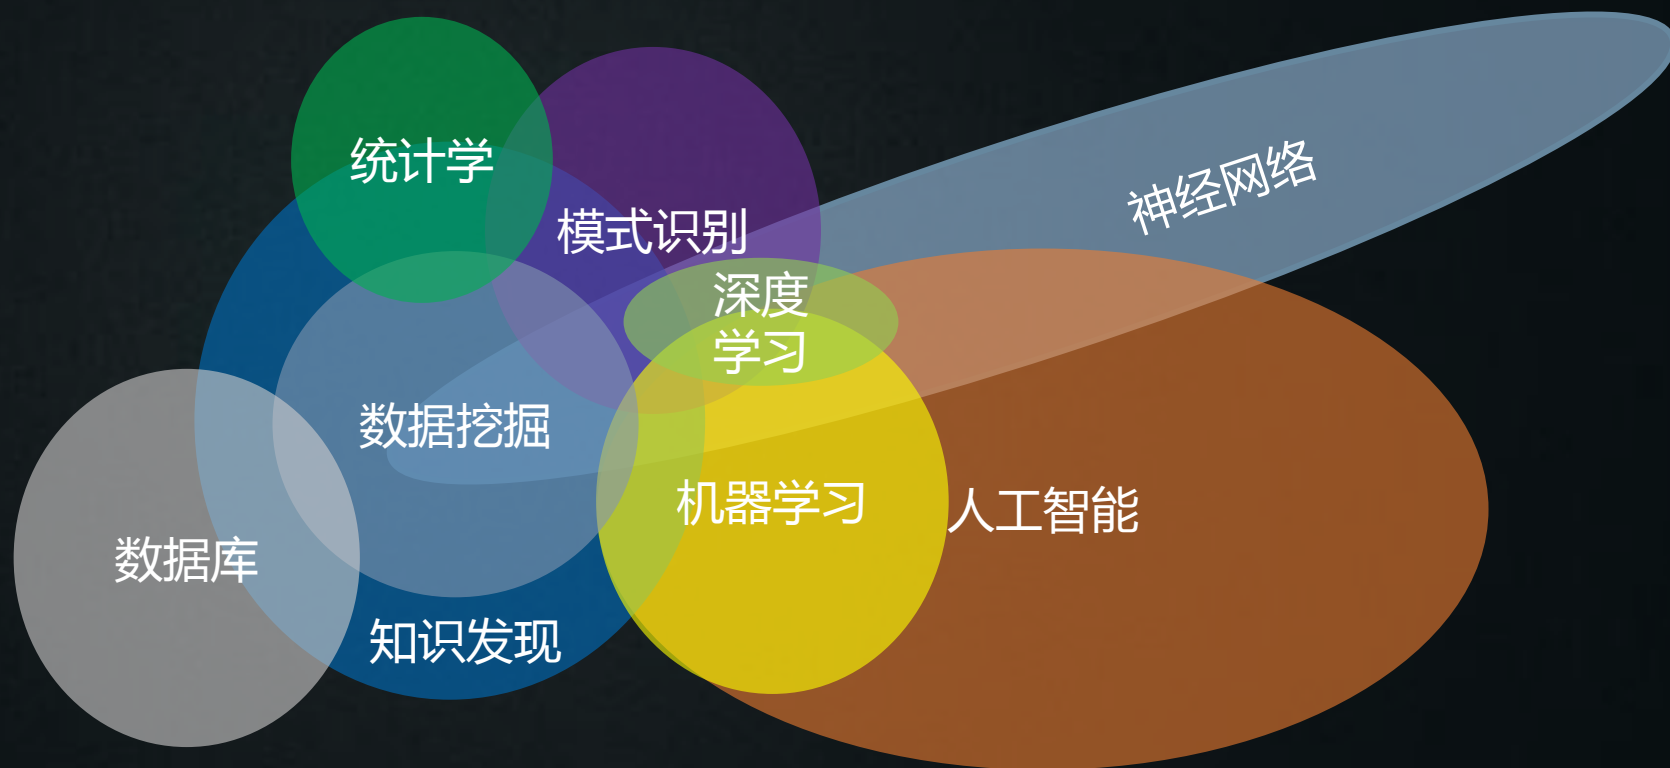 统计学
模式识别
神经网络
深度
学习
数据挖掘
机器学习
人工智能
数据库
知识发现